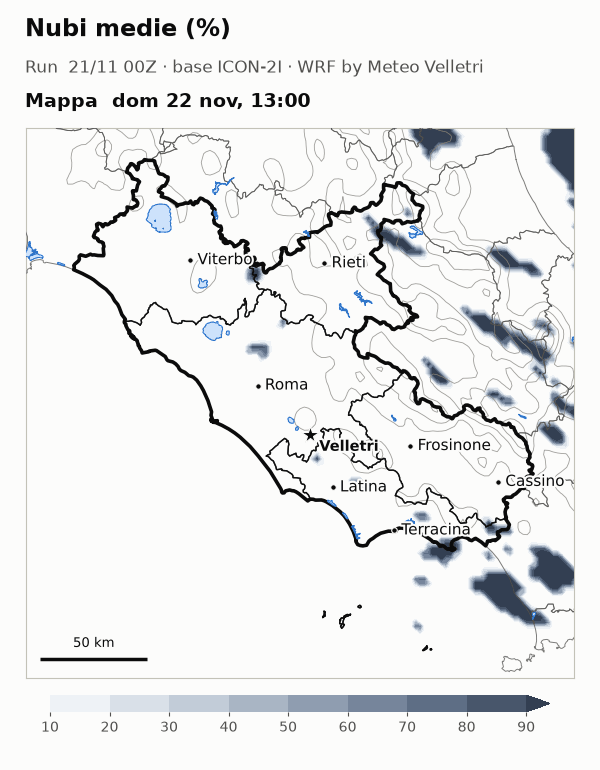 Nubi medie (%)
Run  21/11 00Z · base ICON-2I · WRF by Meteo Velletri
Mappa  dom 22 nov, 13:00
Viterbo
Rieti
Roma
Velletri
Frosinone
Cassino
Latina
Terracina
50 km
10 20 30 40 50 60 70 80 90